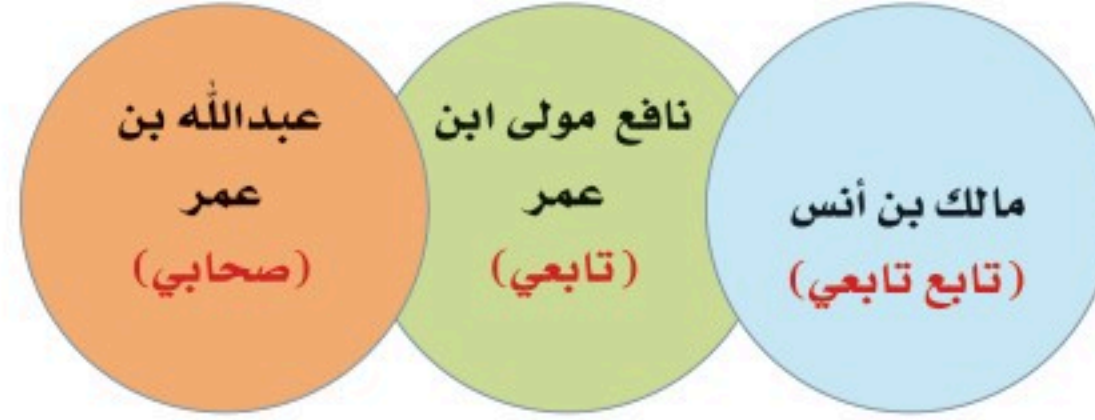 مالك بن أنس
(تابع تابعي)
نافع مولى ابن
عمر
(تابعي)
عبدالله بن
عمر
(صحابي)